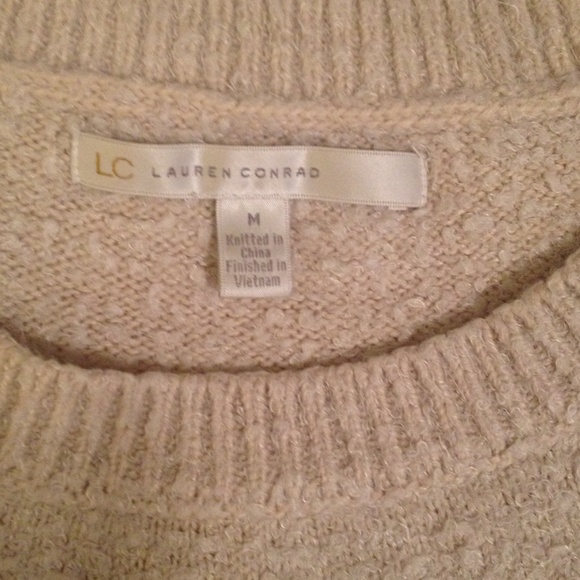 LC LAUREN CONRAD
M
Knitted in
China
Finished in
Vietnam